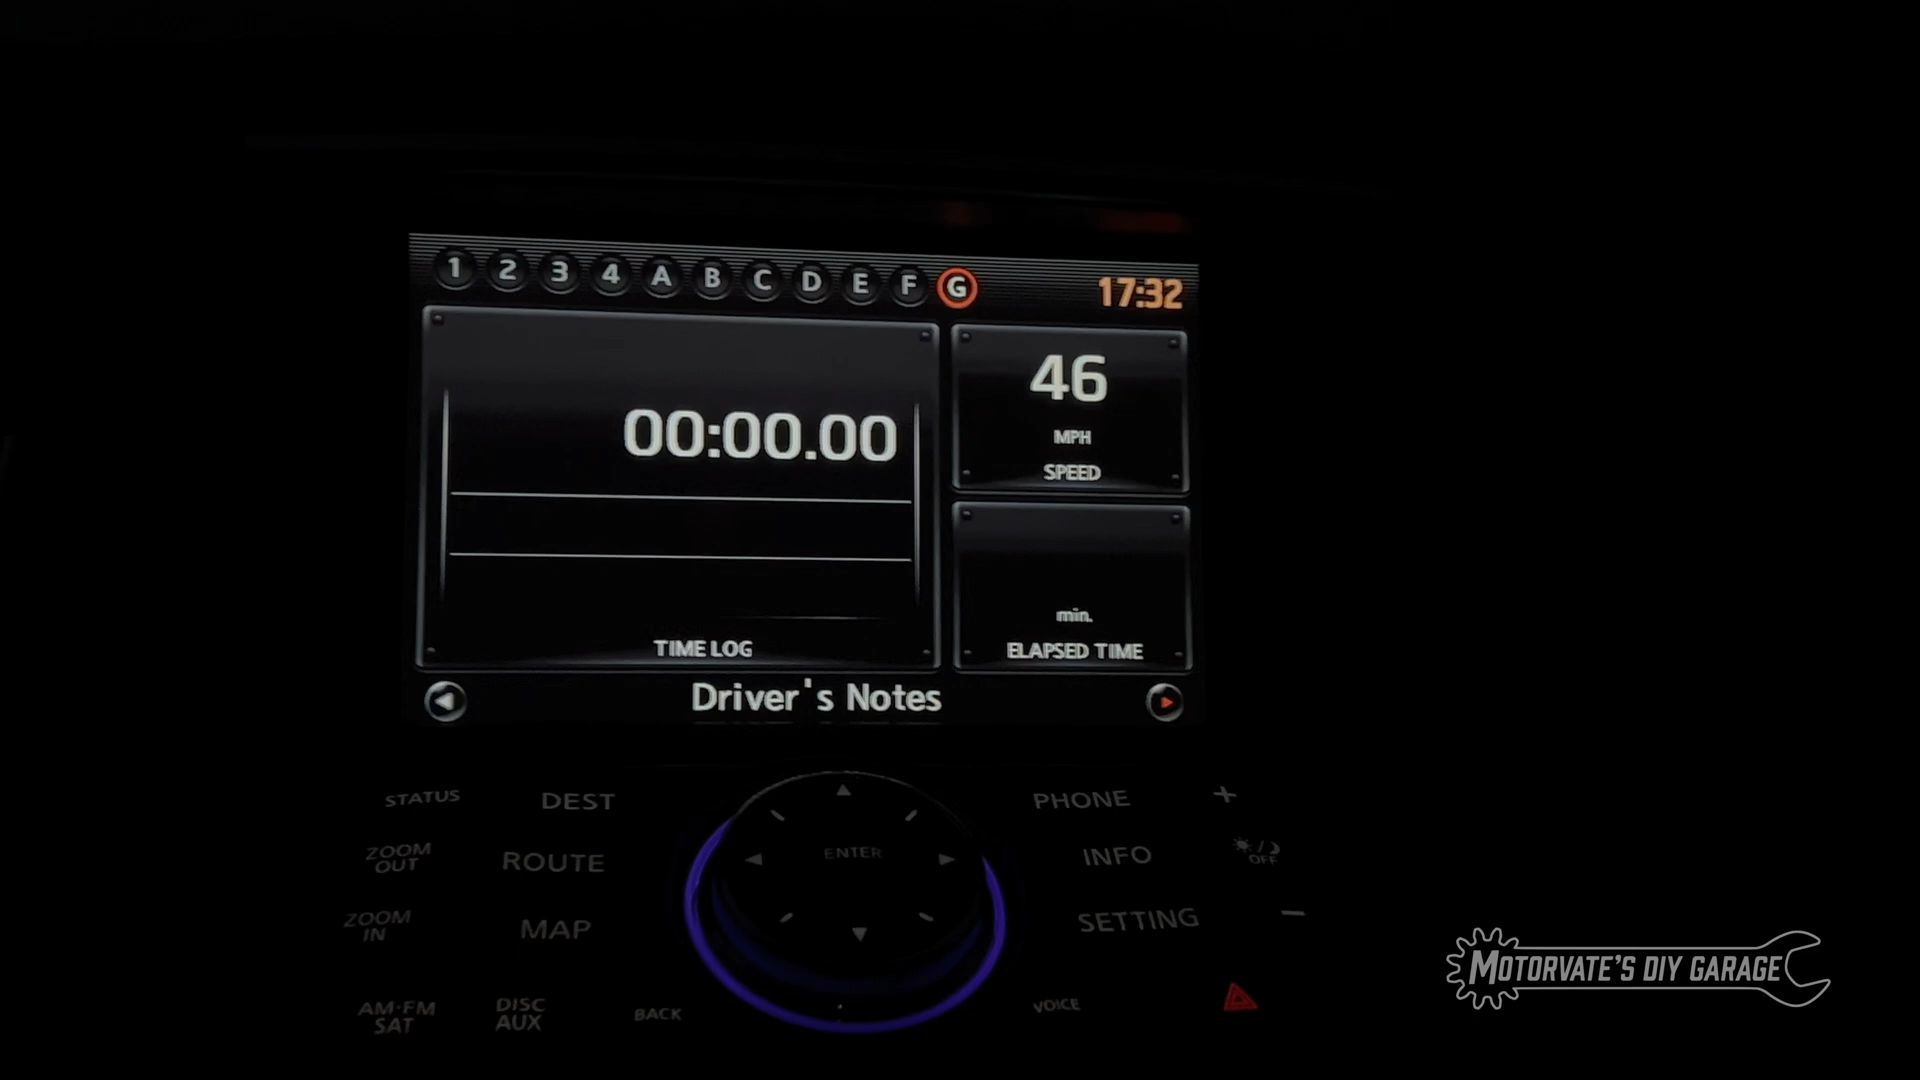 1 2 3 4 A B C D E F G 17:32
00:00.00
TIME LOG
46
MPH
SPEED
min.
ELAPSED TIME
Driver's Notes
STATUS DEST PHONE +
ZOOM OUT ROUTE ENTER INFO OFF
ZOOM IN MAP SETTING −
AM·FM SAT DISC AUX BACK VOICE
MOTORVATE'S DIY GARAGE